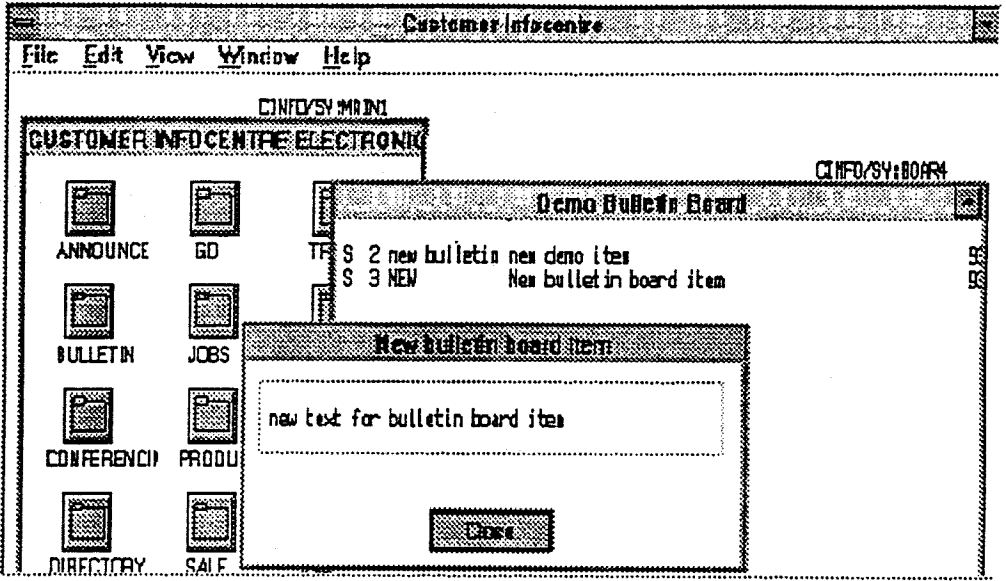 Customer Infocentre
File Edit View Window Help
CINFO/SY:MAIN1
CUSTOMER INFOCENTRE ELECTRONIC
CINFO/SY:BOAR4
Demo Bulletin Board
ANNOUNCE GO
S 2 new bulletin new demo item
S 3 NEW New bulletin board item
BULLETIN JOBS
New bulletin board item
new text for bulletin board item
CONFERENCIN PRODU
Close
DIRECTORY SALE